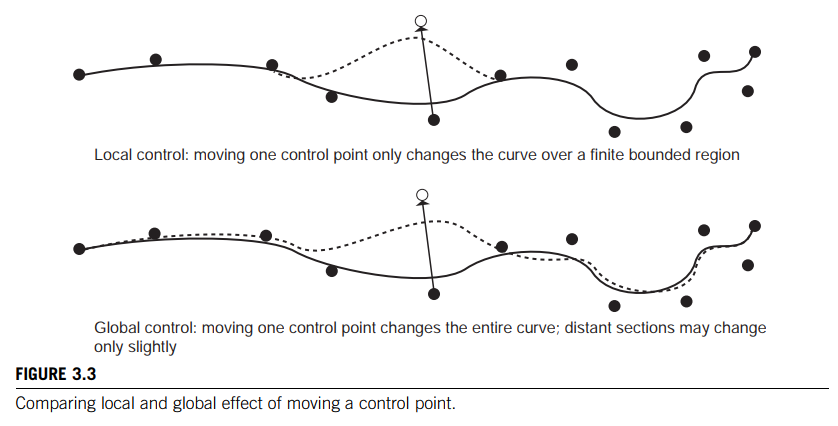 Local control: moving one control point only changes the curve over a finite bounded region
Global control: moving one control point changes the entire curve; distant sections may change
only slightly
FIGURE 3.3
Comparing local and global effect of moving a control point.